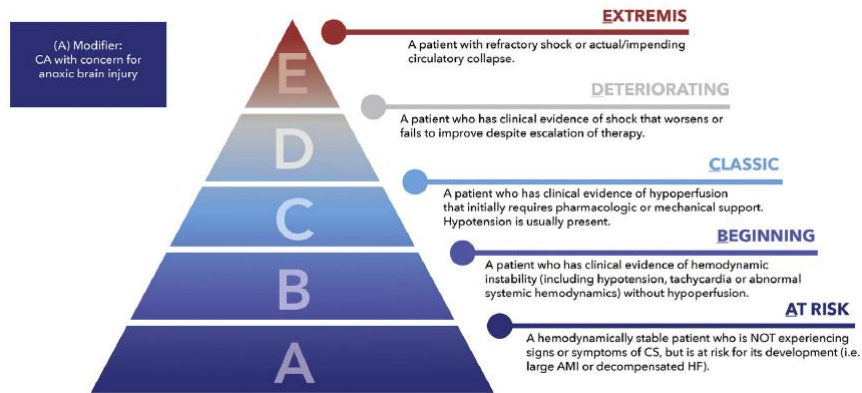 (A) Modifier:
CA with concern for
anoxic brain injury
EXTREMIS
A patient with refractory shock or actual/impending
circulatory collapse.
E
DETERIORATING
A patient who has clinical evidence of shock that worsens or
fails to improve despite escalation of therapy.
D
CLASSIC
A patient who has clinical evidence of hypoperfusion
that initially requires pharmacologic or mechanical support.
Hypotension is usually present.
C
BEGINNING
A patient who has clinical evidence of hemodynamic
instability (including hypotension, tachycardia or abnormal
systemic hemodynamics) without hypoperfusion.
B
AT RISK
A hemodynamically stable patient who is NOT experiencing
signs or symptoms of CS, but is at risk for its development (i.e.
large AMI or decompensated HF).
A